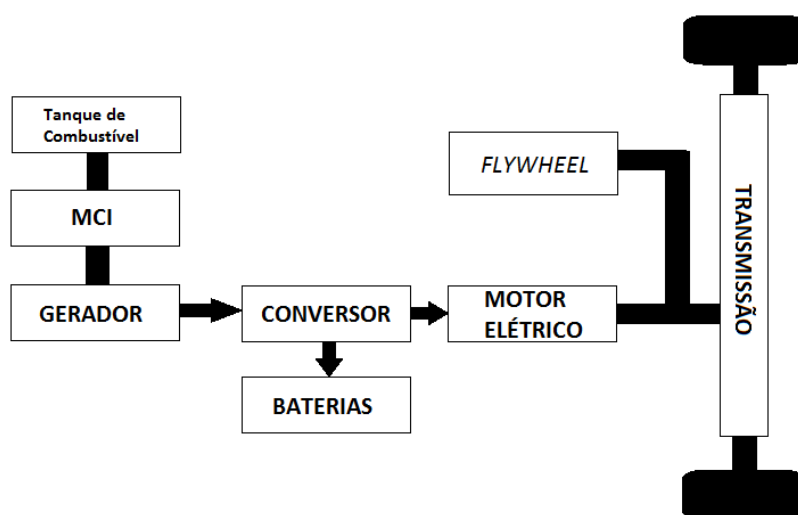 Tanque de
Combustível
MCI
GERADOR
CONVERSOR
BATERIAS
FLYWHEEL
MOTOR
ELÉTRICO
TRANSMISSÃO